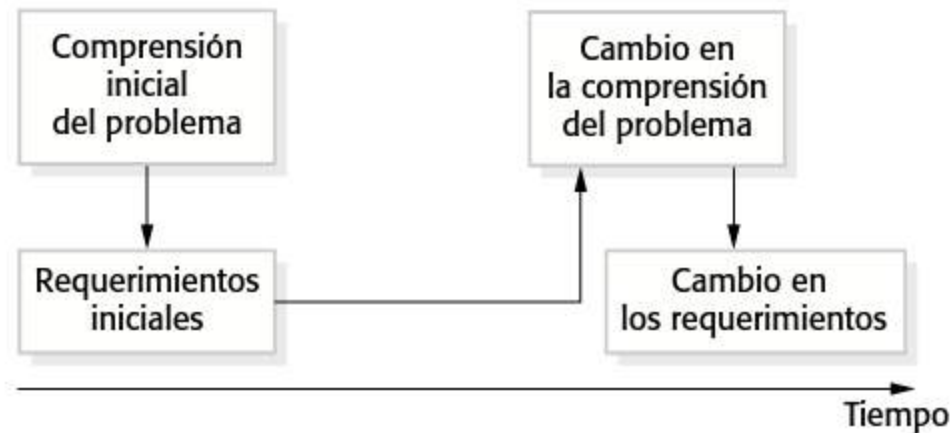 Comprensión
inicial
del problema
Cambio en
la comprensión
del problema
Requerimientos
iniciales
Cambio en
los requerimientos
Tiempo